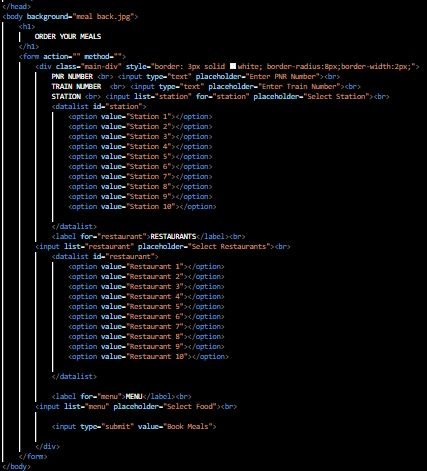 </head>
<body background="meal back.jpg">
<h1>
ORDER YOUR MEALS
</h1>
<form action="" method="">
<div class="main-div" style="border: 3px solid white; border-radius:8px;border-width:2px;">
PNR NUMBER <br> <input type="text" placeholder="Enter PNR Number"><br>
TRAIN NUMBER  <br> <input type="text" placeholder="Enter Train Number"><br>
STATION <br> <input list="station" for="station" placeholder="Select Station"><br>
<datalist id="station">
<option value="Station 1"></option>
<option value="Station 2"></option>
<option value="Station 3"></option>
<option value="Station 4"></option>
<option value="Station 5"></option>
<option value="Station 6"></option>
<option value="Station 7"></option>
<option value="Station 8"></option>
<option value="Station 9"></option>
<option value="Station 10"></option>
</datalist>
<label for="restaurant">RESTAURANTS</label><br>
<input list="restaurant" placeholder="Select Restaurants"><br>
<datalist id="restaurant">
<option value="Restaurant 1"></option>
<option value="Restaurant 2"></option>
<option value="Restaurant 3"></option>
<option value="Restaurant 4"></option>
<option value="Restaurant 5"></option>
<option value="Restaurant 6"></option>
<option value="Restaurant 7"></option>
<option value="Restaurant 8"></option>
<option value="Restaurant 9"></option>
<option value="Restaurant 10"></option>
</datalist>
<label for="menu">MENU</label><br>
<input list="menu" placeholder="Select Food"><br>
<input type="submit" value="Book Meals">
</div>
</form>
</body>